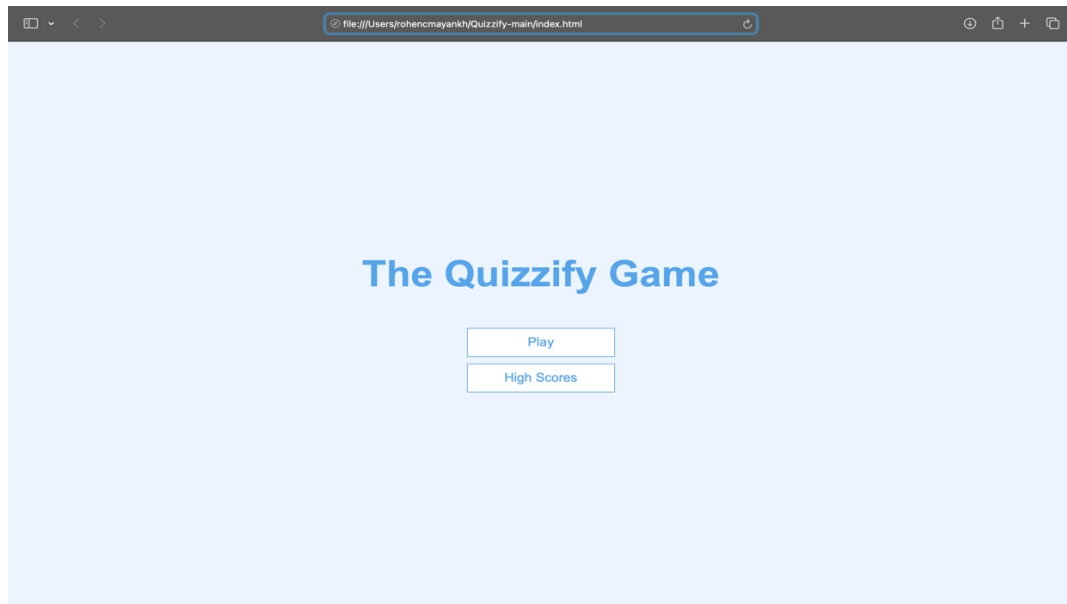 file:///Users/rohencmayankh/Quizzify-main/index.html
The Quizzify Game
Play
High Scores